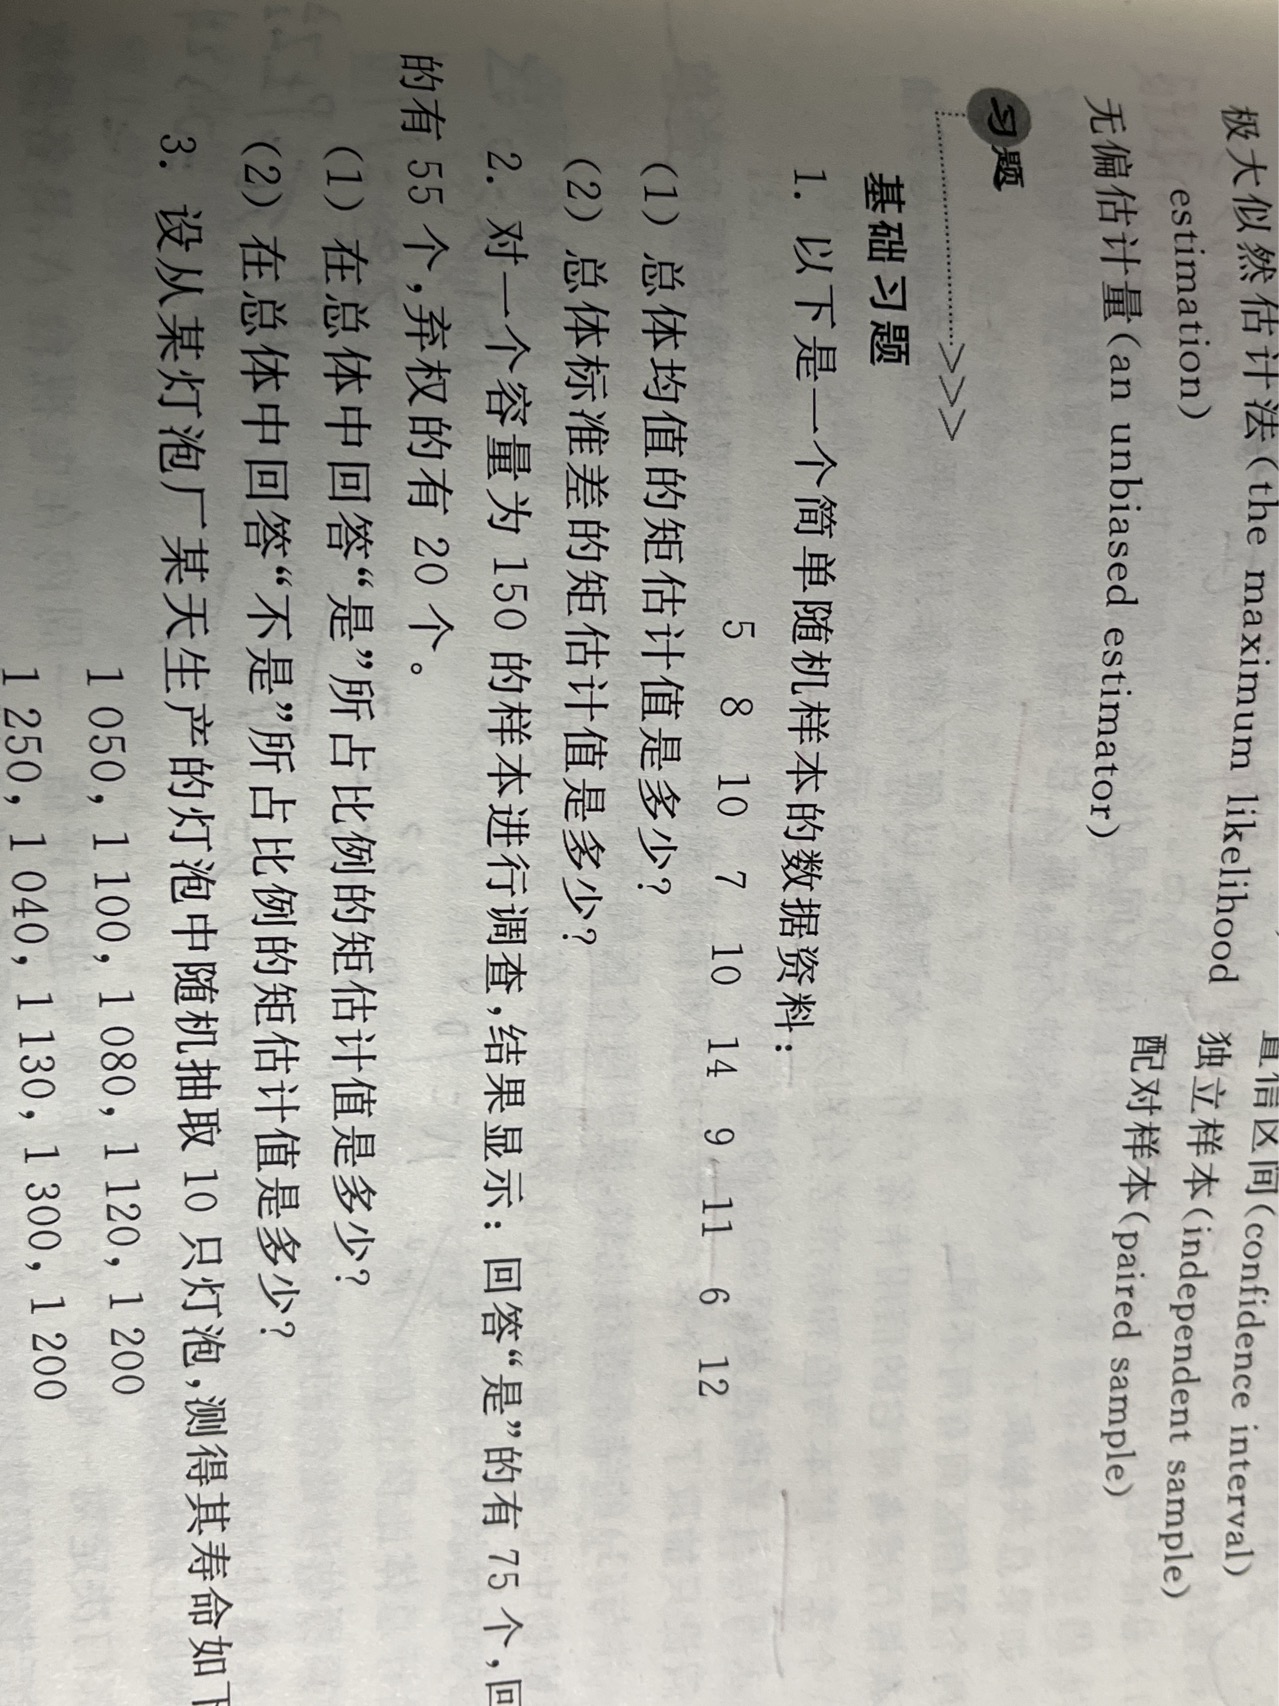 极大似然估计法(the maximum likelihood
estimation)
无偏估计量(an unbiased estimator)
置信区间(confidence interval)
独立样本(independent sample)
配对样本(paired sample)
习题
>>>
基础习题
1. 以下是一个简单随机样本的数据资料:
5 8 10 7 10 14 9 11 6 12
(1) 总体均值的矩估计值是多少?
(2) 总体标准差的矩估计值是多少?
2. 对一个容量为 150 的样本进行调查,结果显示: 回答“是”的有 75 个,回
的有 55 个,弃权的有 20 个。
(1) 在总体中回答“是”所占比例的矩估计值是多少?
(2) 在总体中回答“不是”所占比例的矩估计值是多少?
3. 设从某灯泡厂某天生产的灯泡中随机抽取 10 只灯泡,测得其寿命如下
1 050, 1 100, 1 080, 1 120, 1 200
1 250, 1 040, 1 130, 1 300, 1 200